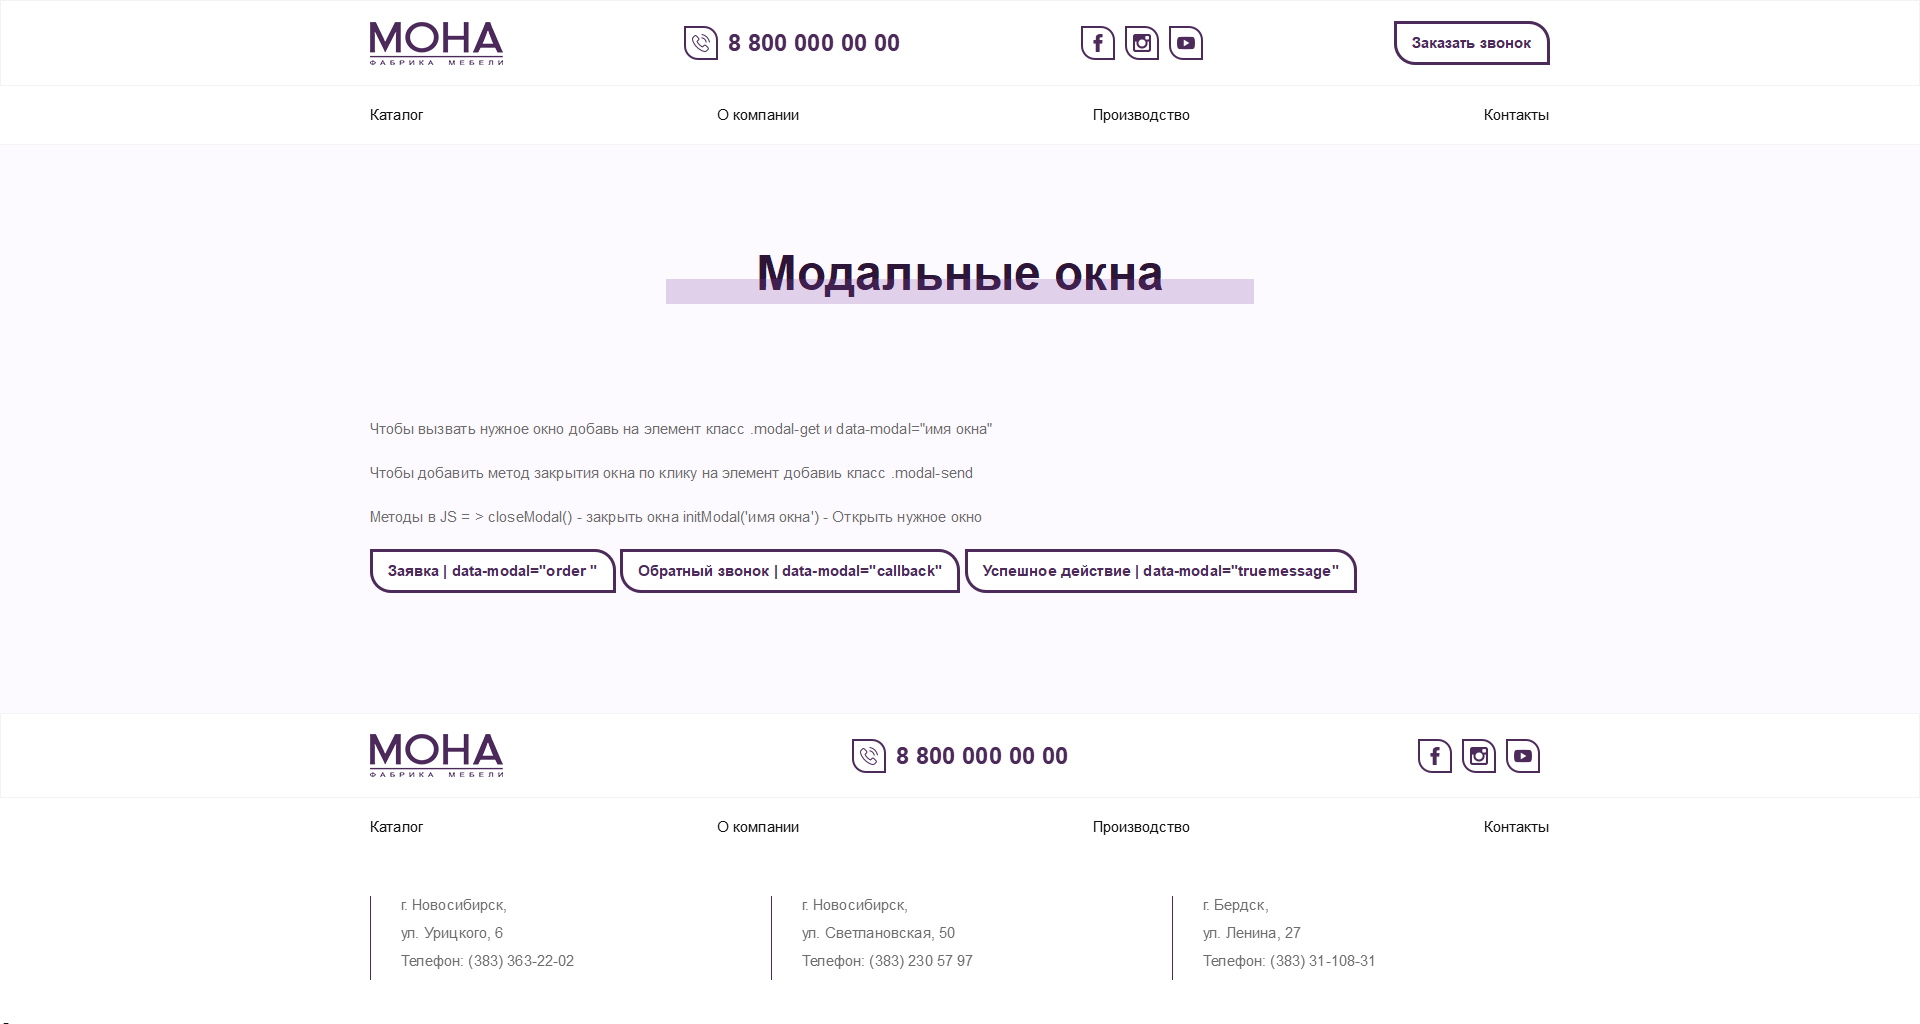 МОНА
ФАБРИКА МЕБЕЛИ
8 800 000 00 00
Заказать звонок
Каталог
О компании
Производство
Контакты
Модальные окна
Чтобы вызвать нужное окно добавь на элемент класс .modal-get и data-modal="имя окна"
Чтобы добавить метод закрытия окна по клику на элемент добавиь класс .modal-send
Методы в JS = > closeModal() - закрыть окна initModal('имя окна') - Открыть нужное окно
Заявка | data-modal="order "
Обратный звонок | data-modal="callback"
Успешное действие | data-modal="truemessage"
МОНА
ФАБРИКА МЕБЕЛИ
8 800 000 00 00
Каталог
О компании
Производство
Контакты
г. Новосибирск,
ул. Урицкого, 6
Телефон: (383) 363-22-02
г. Новосибирск,
ул. Светлановская, 50
Телефон: (383) 230 57 97
г. Бердск,
ул. Ленина, 27
Телефон: (383) 31-108-31